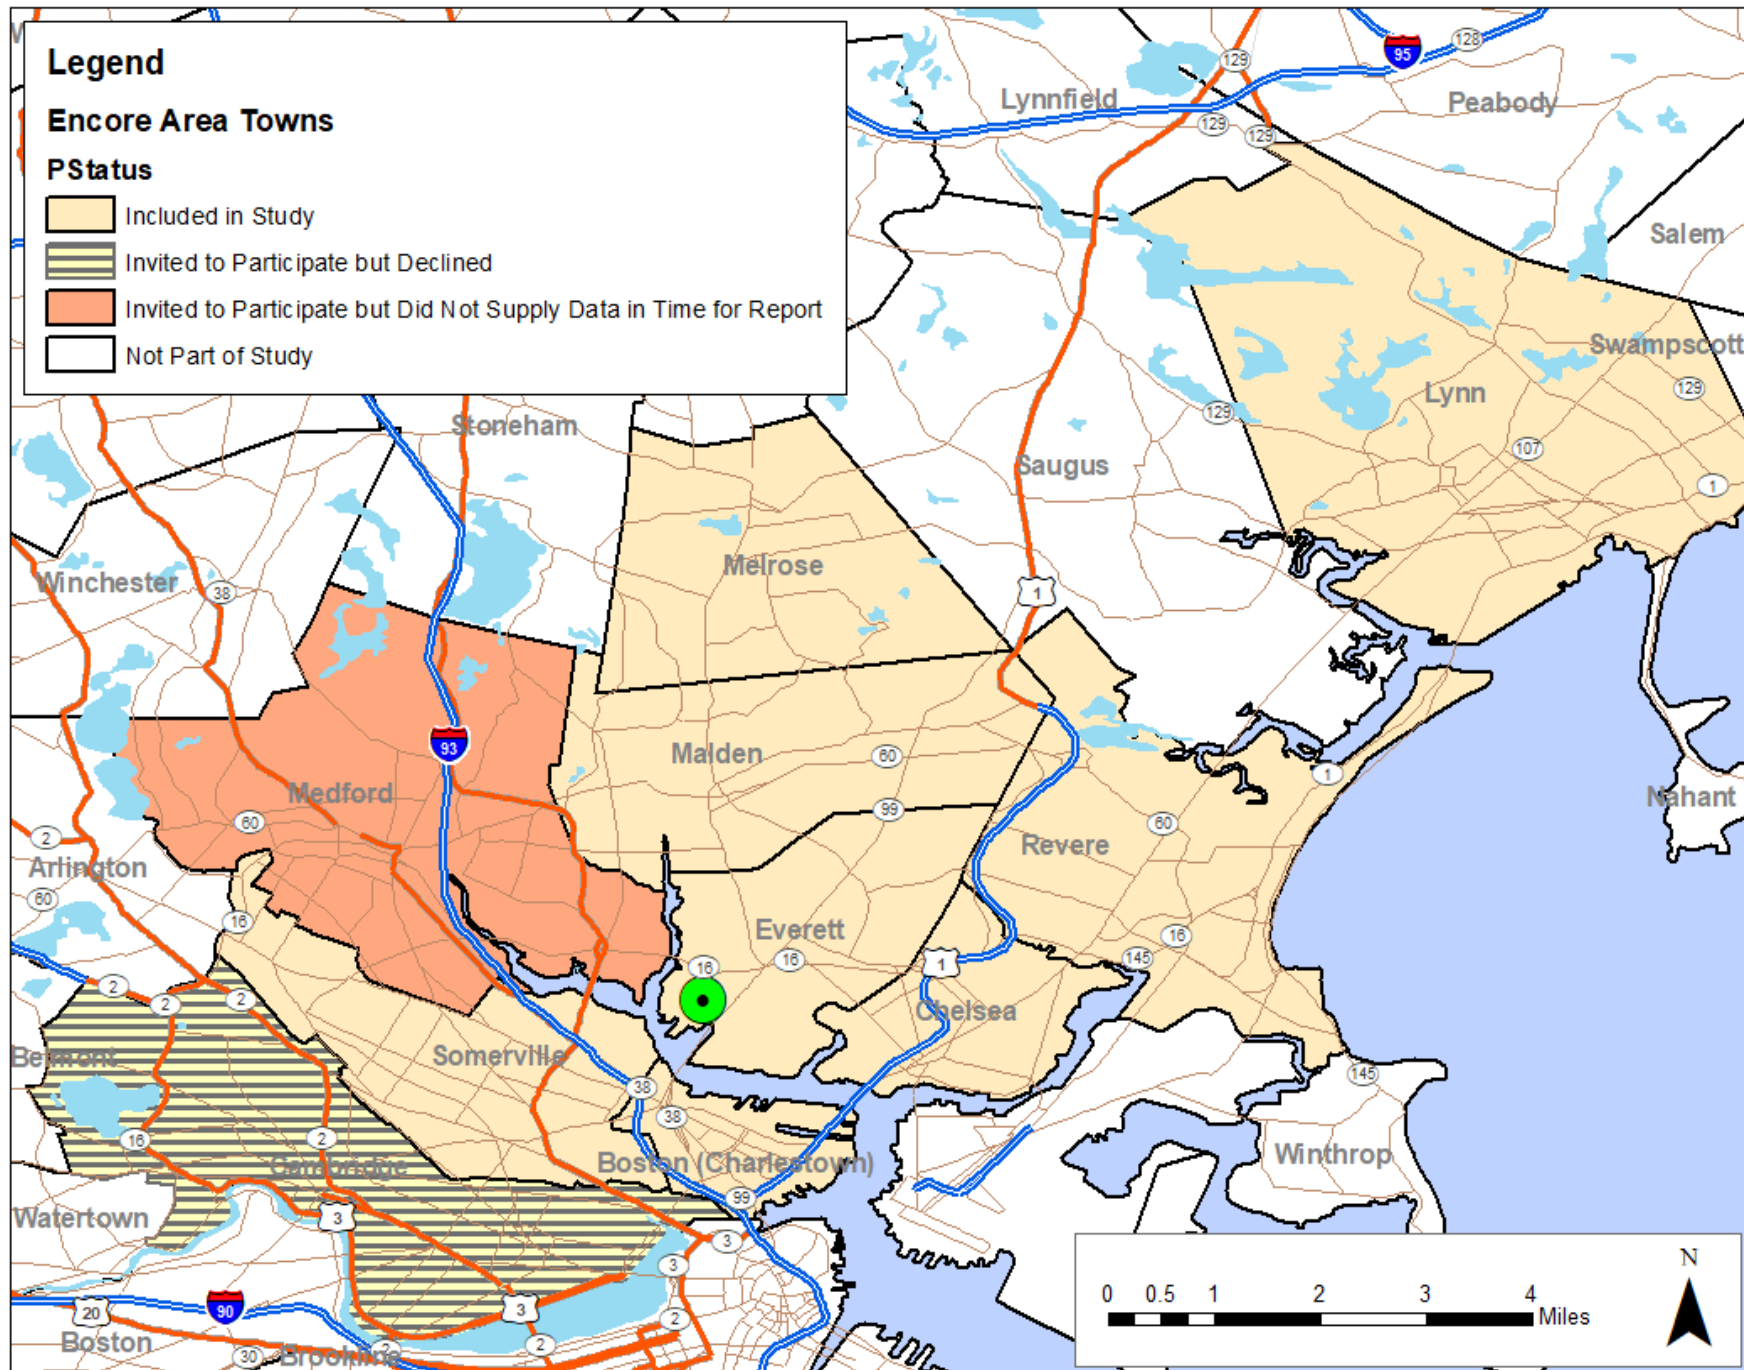 Legend
Encore Area Towns
PStatus
Included in Study
Invited to Participate but Declined
Invited to Participate but Did Not Supply Data in Time for Report
Not Part of Study
W
95
128
129
Lynnfield
Peabody
129
129
Salem
Swampscott
129
Lynn
129
Stoneham
107
Saugus
1
Melrose
Winchester
38
1
93
Malden
60
1
Medford
99
Nahant
60
60
2
Revere
Arlington
60
16
Everett
16
16
16
145
1
2
2
2
Chelsea
Belmont
Somerville
38
145
38
16
2
Cambridge
Boston (Charlestown)
Winthrop
99
Watertown
3
3
3
N
0 0.5 1 2 3 4
Miles
20
90
3
2
Boston
30
Brookline
2
2